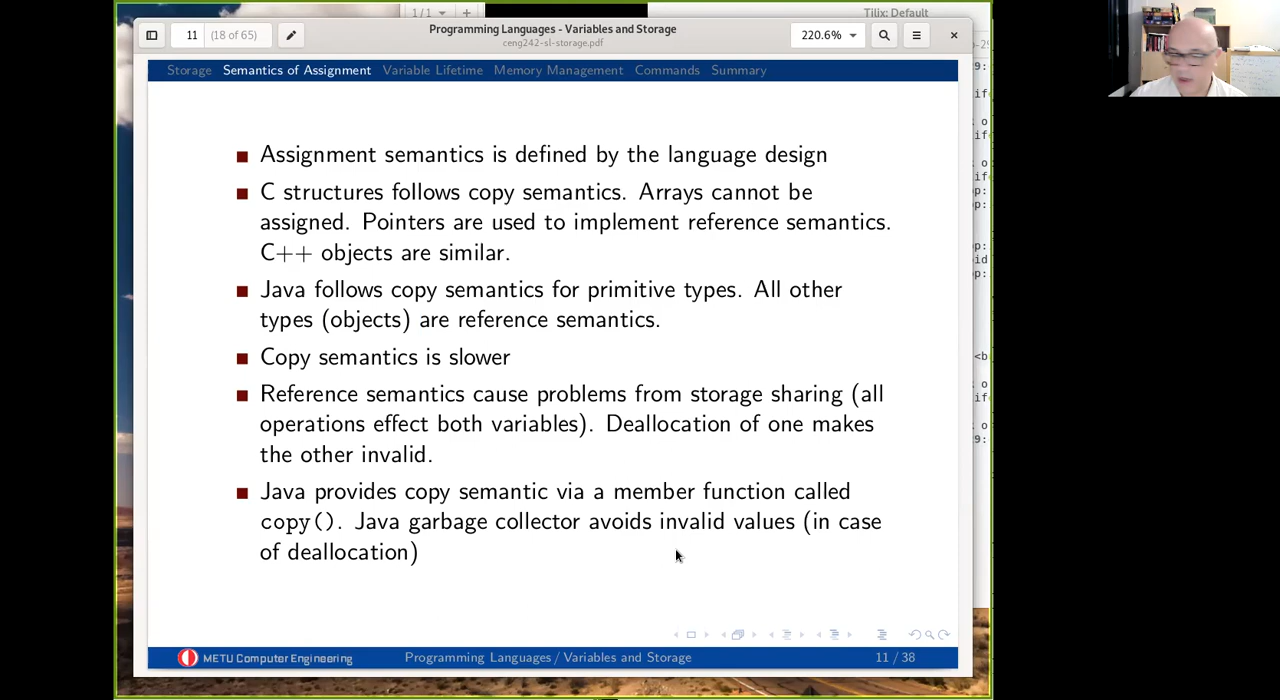 1/1
Tilix: Default
11 (18 of 65)
Programming Languages - Variables and Storage
ceng242-sl-storage.pdf
220.6%
Storage Semantics of Assignment Variable Lifetime Memory Management Commands Summary
Assignment semantics is defined by the language design
C structures follows copy semantics. Arrays cannot be
assigned. Pointers are used to implement reference semantics.
C++ objects are similar.
Java follows copy semantics for primitive types. All other
types (objects) are reference semantics.
Copy semantics is slower
Reference semantics cause problems from storage sharing (all
operations effect both variables). Deallocation of one makes
the other invalid.
Java provides copy semantic via a member function called
copy(). Java garbage collector avoids invalid values (in case
of deallocation)
METU Computer Engineering
Programming Languages / Variables and Storage
11 / 38